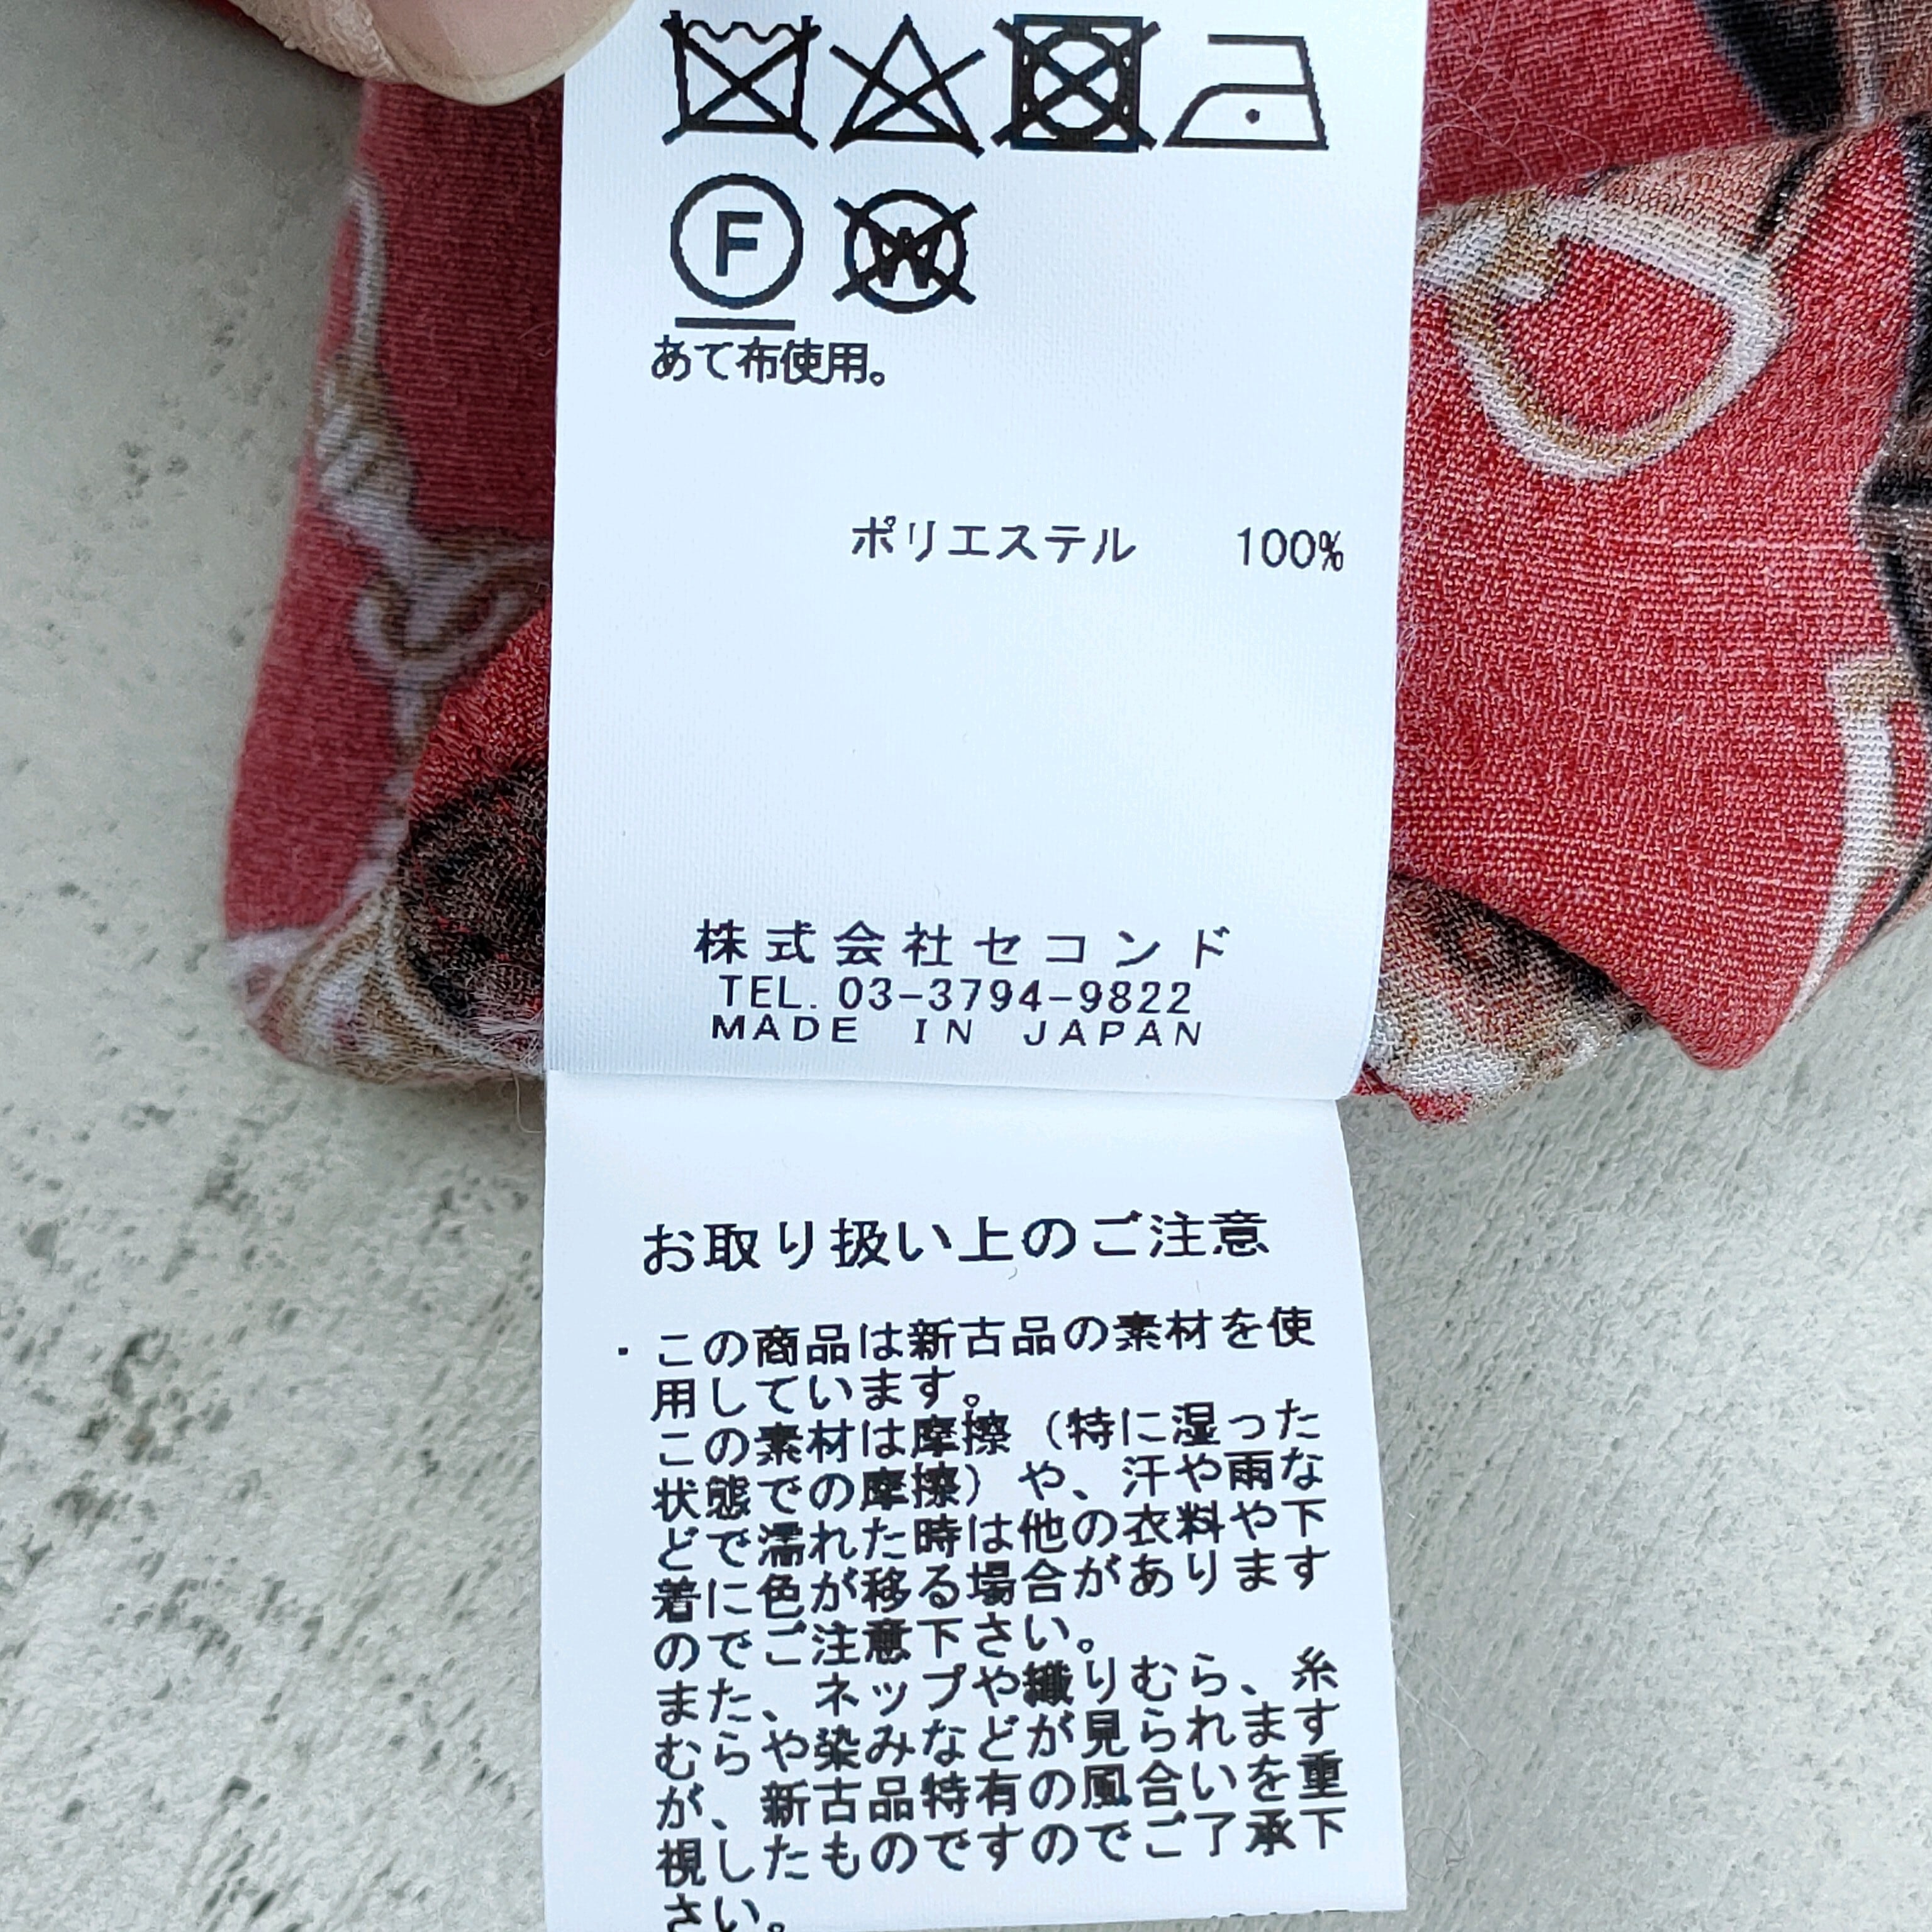 F
W
あて布使用。
ポリエステル 100%
株式会社セコンド
TEL. 03-3794-9822
MADE IN JAPAN
お取り扱い上のご注意
・この商品は新古品の素材を使
用しています。
この素材は摩擦（特に湿った
状態での摩擦）や、汗や雨な
どで濡れた時は他の衣料や下
着に色が移る場合があります
のでご注意下さい。
また、ネップや織りむら、糸
むらや染みなどが見られます
が、新古品特有の風合いを重
視したものですのでご了承下
さい。